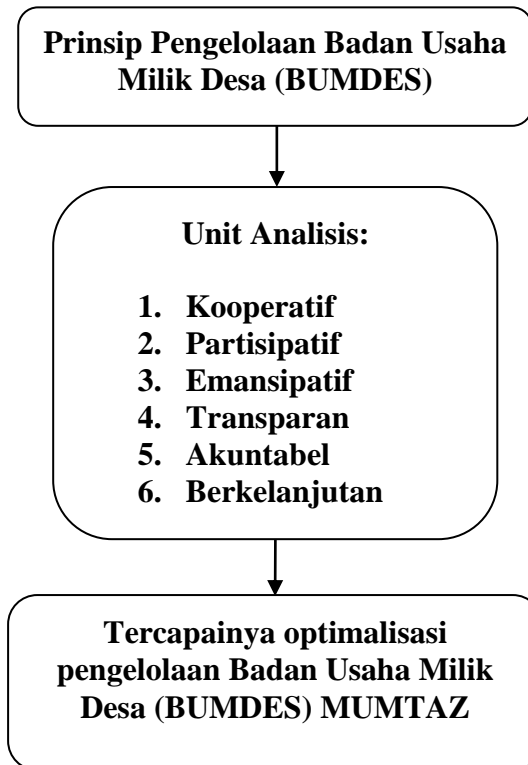 Prinsip Pengelolaan Badan Usaha
Milik Desa (BUMDES)
Unit Analisis:
1. Kooperatif
2. Partisipatif
3. Emansipatif
4. Transparan
5. Akuntabel
6. Berkelanjutan
Tercapainya optimalisasi
pengelolaan Badan Usaha Milik
Desa (BUMDES) MUMTAZ